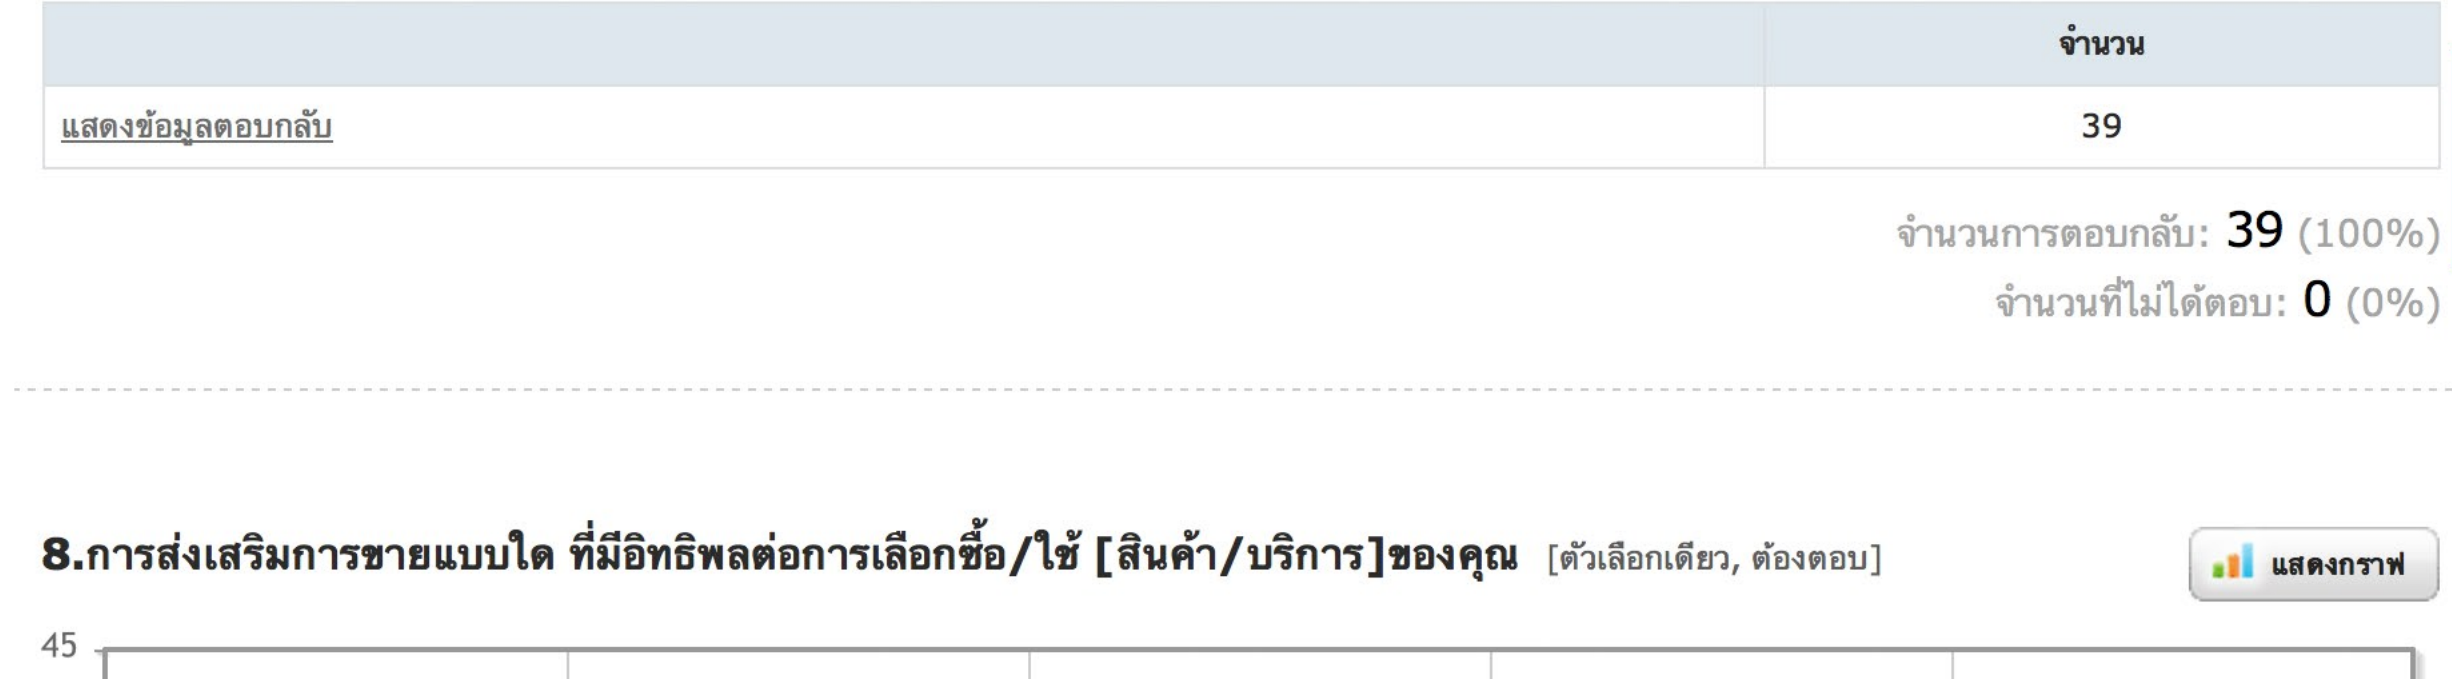 จำนวน
แสดงข้อมูลตอบกลับ 39
จำนวนการตอบกลับ: 39 (100%)
จำนวนที่ไม่ได้ตอบ: 0 (0%)
8.การส่งเสริมการขายแบบใด ที่มีอิทธิพลต่อการเลือกซื้อ/ใช้ [สินค้า/บริการ]ของคุณ [ตัวเลือกเดียว, ต้องตอบ] แสดงกราฟ
45